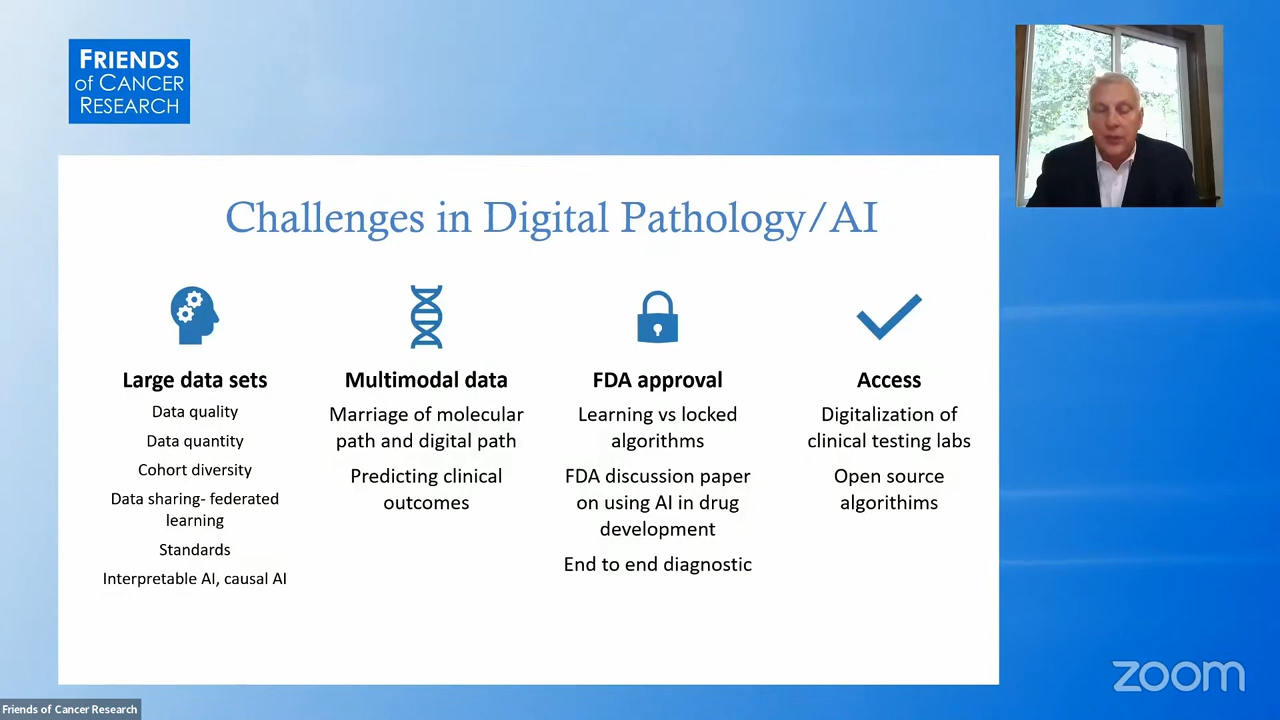 FRIENDS
of CANCER
RESEARCH
Challenges in Digital Pathology/AI
Large data sets
Data quality
Data quantity
Cohort diversity
Data sharing- federated
learning
Standards
Interpretable AI, causal AI
Multimodal data
Marriage of molecular
path and digital path
Predicting clinical
outcomes
FDA approval
Learning vs locked
algorithms
FDA discussion paper
on using AI in drug
development
End to end diagnostic
Access
Digitalization of
clinical testing labs
Open source
algorithims
zoom
Friends of Cancer Research